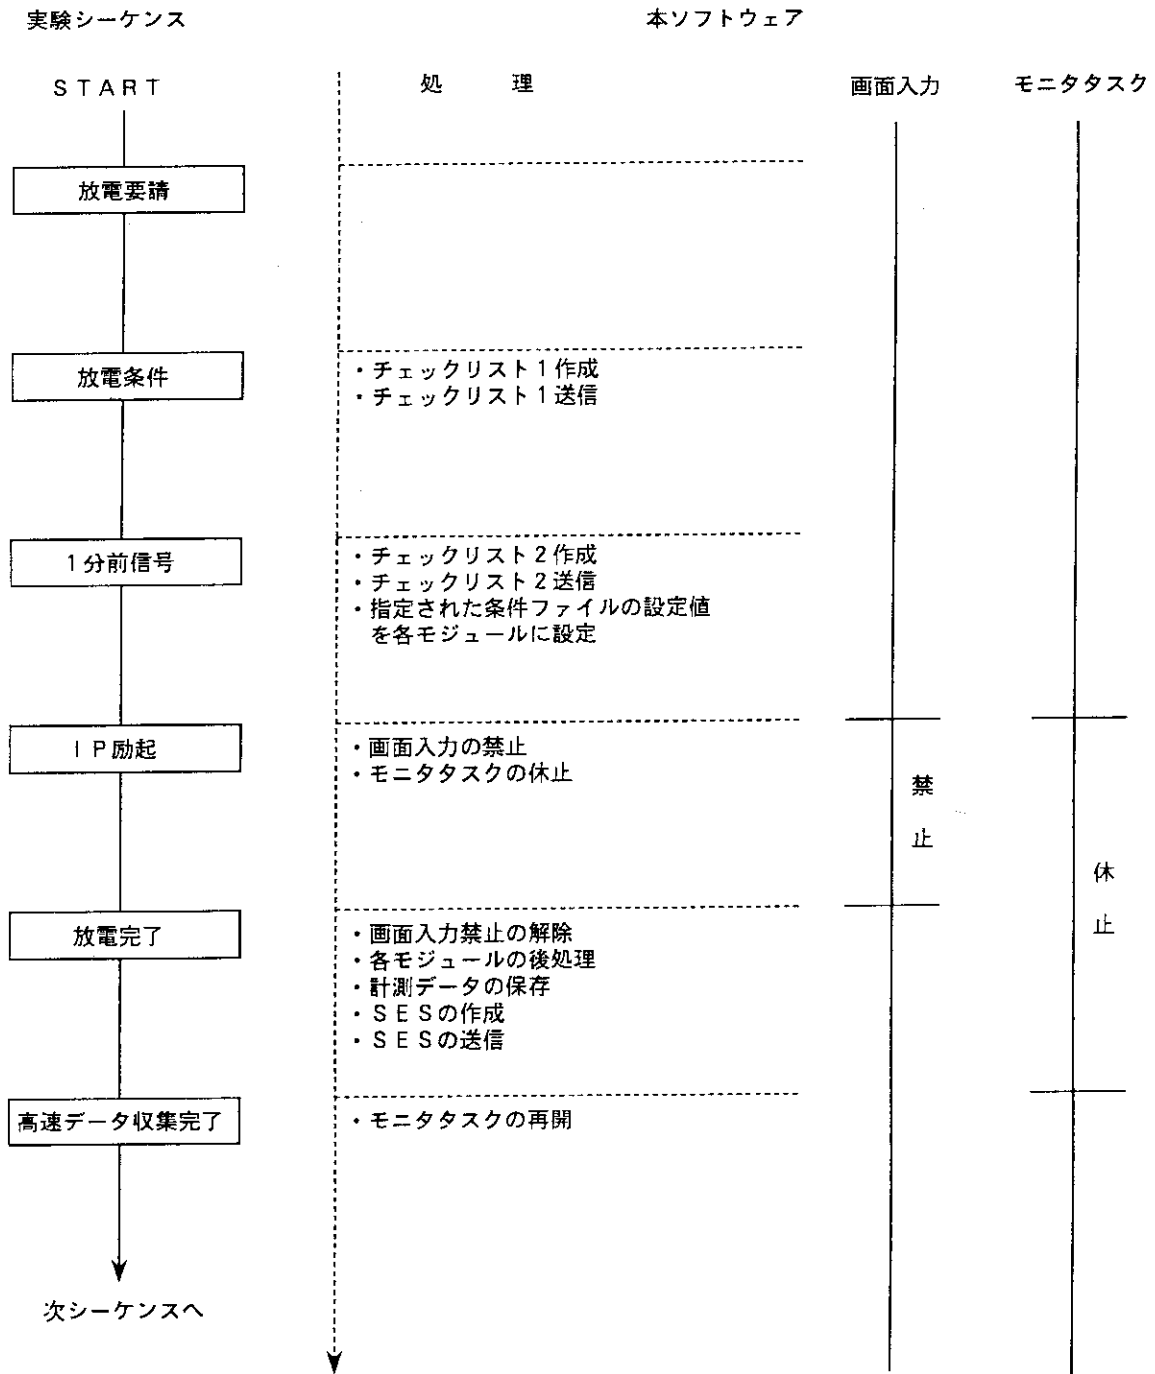 実験シーケンス
本ソフトウェア
START
処 理
画面入力
モニタタスク
放電要請
放電条件
・チェックリスト1作成
・チェックリスト1送信
1分前信号
・チェックリスト2作成
・チェックリスト2送信
・指定された条件ファイルの設定値
を各モジュールに設定
IP励起
・画面入力の禁止
・モニタタスクの休止
禁
止
休
止
放電完了
・画面入力禁止の解除
・各モジュールの後処理
・計測データの保存
・SESの作成
・SESの送信
高速データ収集完了
・モニタタスクの再開
次シーケンスへ